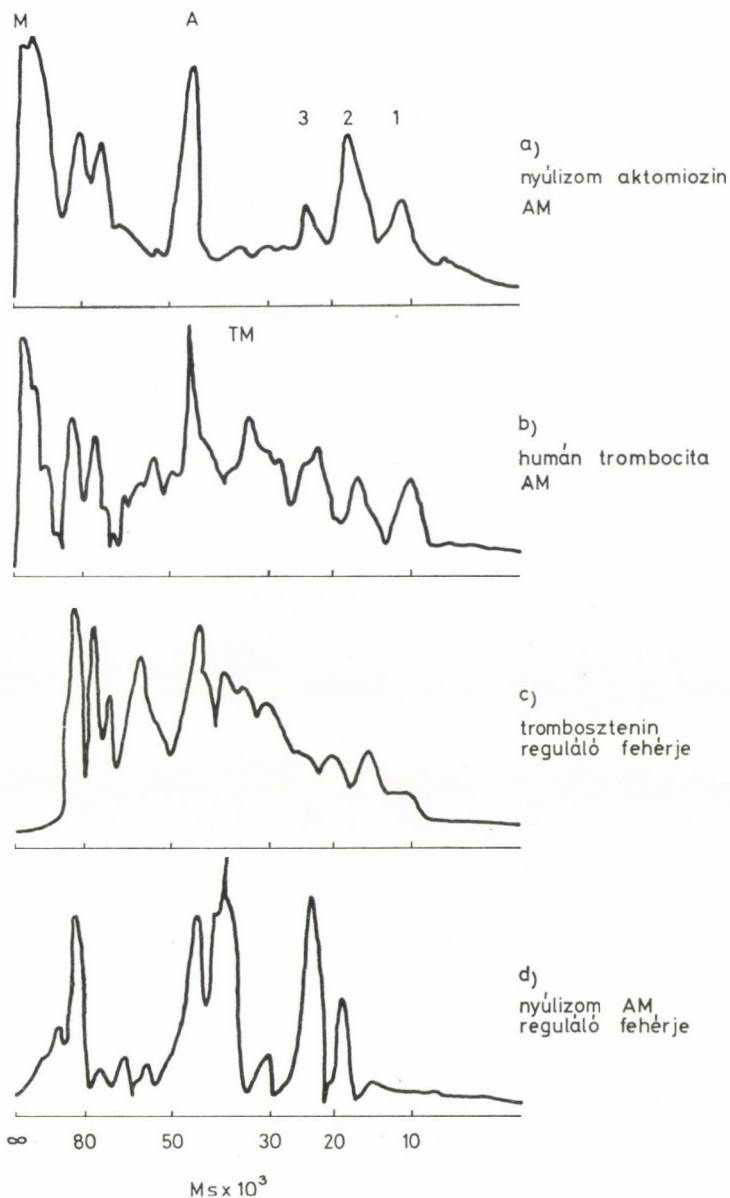 M A
3 2 1
a)
nyúlizom aktomiozin
AM
TM
b)
humán trombocita
AM
c)
trombosztenin
reguláló fehérje
d)
nyúlizom AM
reguláló fehérje
∞ 80 50 30 20 10
Ms x 10³